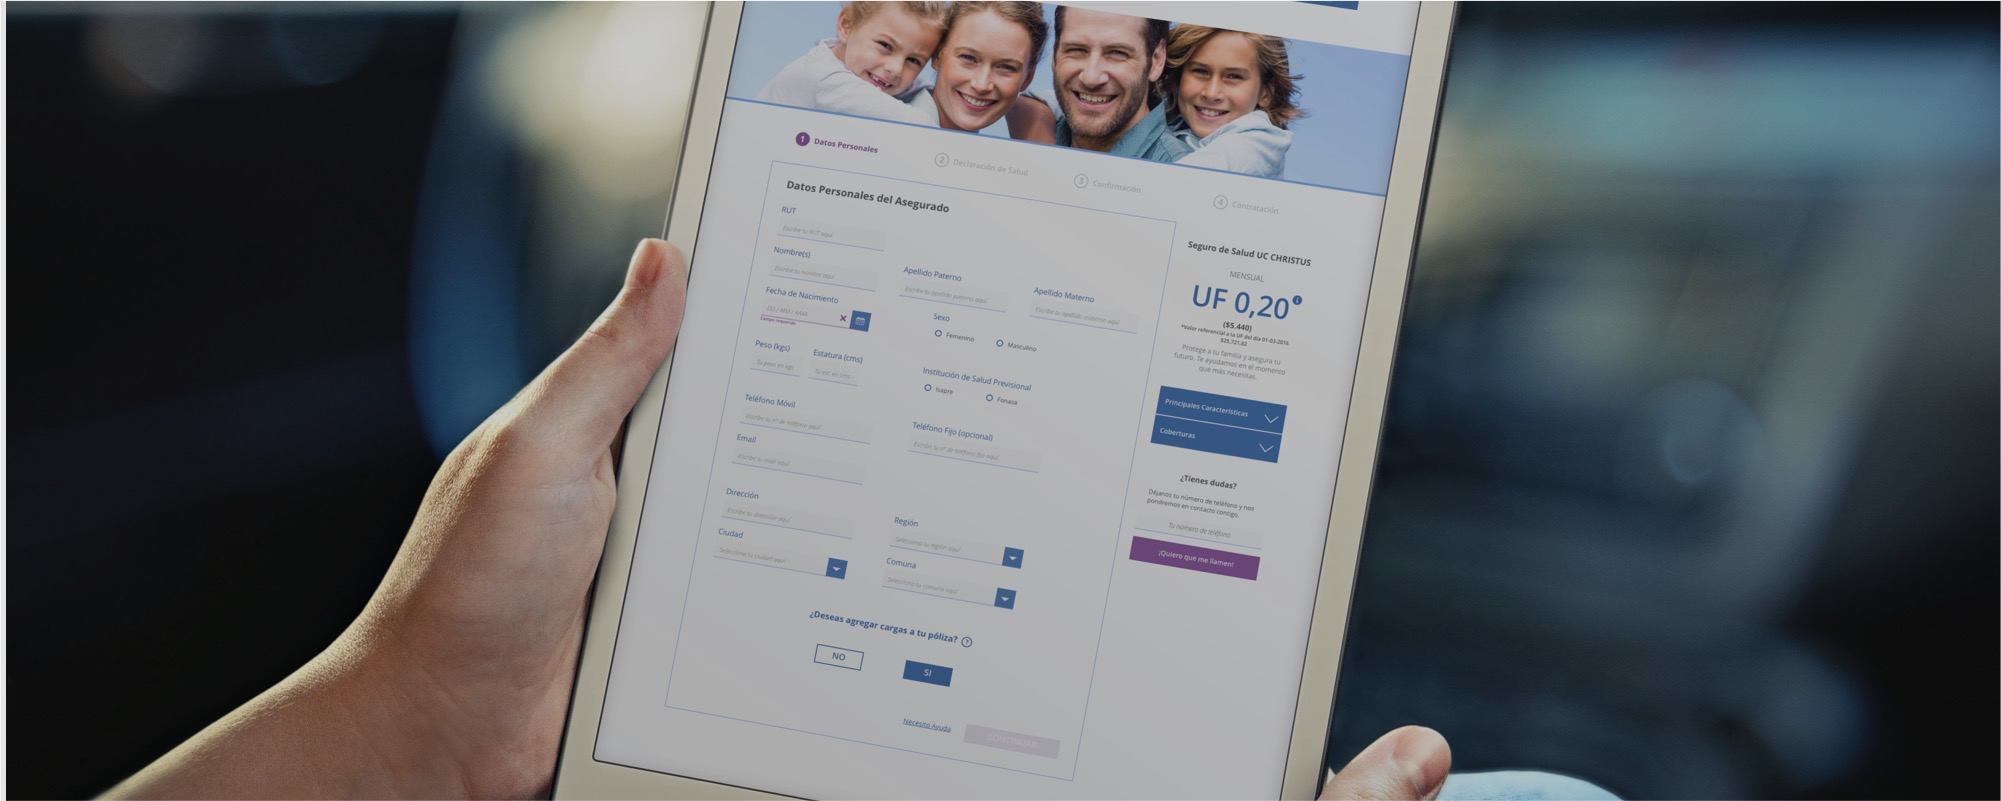 1 Datos Personales
2 Declaración de Salud
3 Confirmación
4 Contratación
Datos Personales del Asegurado
RUT
Escribe tu RUT aquí
Nombre(s)
Escribe tu nombre aquí
Apellido Paterno
Escribe tu apellido paterno aquí
Apellido Materno
Escribe tu apellido materno aquí
Fecha de Nacimiento
DD / MM / AAAA
Campo requerido
Sexo
Femenino
Masculino
Peso (kgs)
Tu peso en kgs
Estatura (cms)
Tu est. en cms
Institución de Salud Previsional
Isapre
Fonasa
Teléfono Móvil
Escribe tu n° de teléfono aquí
Teléfono Fijo (opcional)
Escribe tu n° de teléfono fijo aquí
Email
Escribe tu mail aquí
Dirección
Escribe tu dirección aquí
Región
Selecciona tu región aquí
Ciudad
Selecciona tu ciudad aquí
Comuna
Selecciona tu comuna aquí
¿Deseas agregar cargas a tu póliza? ?
NO
SI
Necesito Ayuda
CONTINUAR
Seguro de Salud UC CHRISTUS
MENSUAL
UF 0,20
($5.440)
*Valor referencial a la UF del día 01-03-2016
$25.721,82
Protege a tu familia y asegura tu
futuro. Te ayudamos en el momento
que más necesitas.
Principales Características
Coberturas
¿Tienes dudas?
Déjanos tu número de teléfono y nos
pondremos en contacto contigo.
Tu número de teléfono
¡Quiero que me llamen!